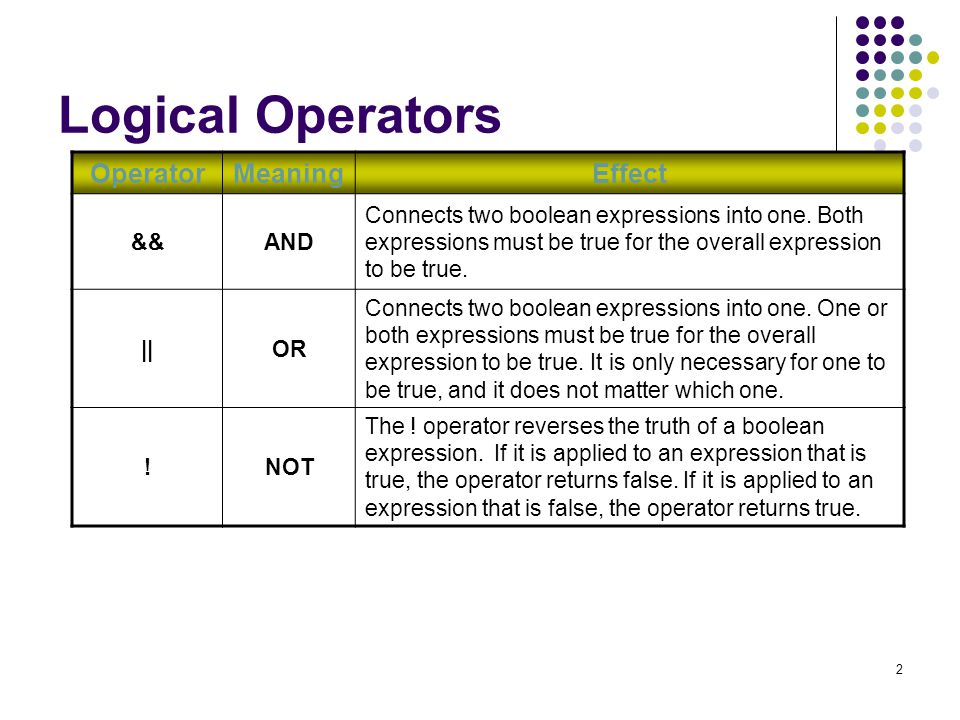 Logical Operators
Operator Meaning Effect
&& AND Connects two boolean expressions into one. Both
expressions must be true for the overall expression
to be true.
|| OR Connects two boolean expressions into one. One or
both expressions must be true for the overall
expression to be true. It is only necessary for one to
be true, and it does not matter which one.
! NOT The ! operator reverses the truth of a boolean
expression. If it is applied to an expression that is
true, the operator returns false. If it is applied to an
expression that is false, the operator returns true.
2